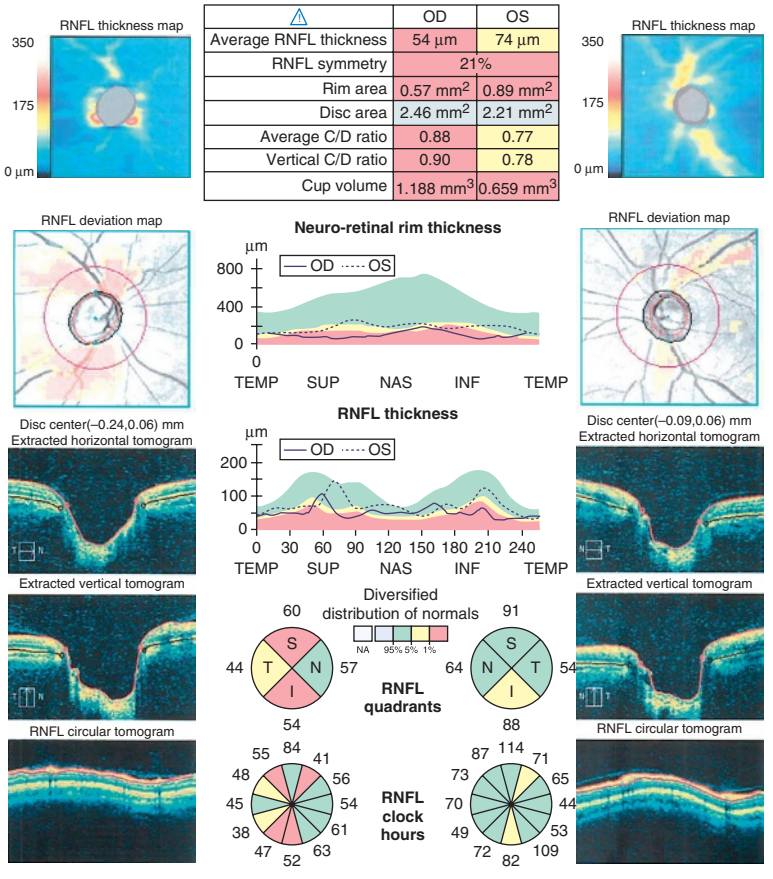 RNFL thickness map
350
175
0 µm
OD OS
Average RNFL thickness 54 µm 74 µm
RNFL symmetry 21%
Rim area 0.57 mm² 0.89 mm²
Disc area 2.46 mm² 2.21 mm²
Average C/D ratio 0.88 0.77
Vertical C/D ratio 0.90 0.78
Cup volume 1.188 mm³ 0.659 mm³
RNFL thickness map
350
175
0 µm
RNFL deviation map
Disc center(–0.24,0.06) mm
Neuro-retinal rim thickness
µm
OD OS
800
400
0
0
TEMP SUP NAS INF TEMP
RNFL deviation map
Disc center(–0.09,0.06) mm
Extracted horizontal tomogram
T N
Extracted vertical tomogram
N
RNFL circular tomogram
RNFL thickness
µm
OD OS
200
100
0
0 30 60 90 120 150 180 210 240
TEMP SUP NAS INF TEMP
Extracted horizontal tomogram
T N
Extracted vertical tomogram
N T
RNFL circular tomogram
Diversified
distribution of normals
NA 95% 5% 1%
RNFL
quadrants
60
44 T S N I 57
54
91
64 N S T I 54
88
RNFL
clock
hours
84
55 41
48 56
45 54
38 61
47 63
52
114
87 71
73 65
70 44
49 53
72 109
82